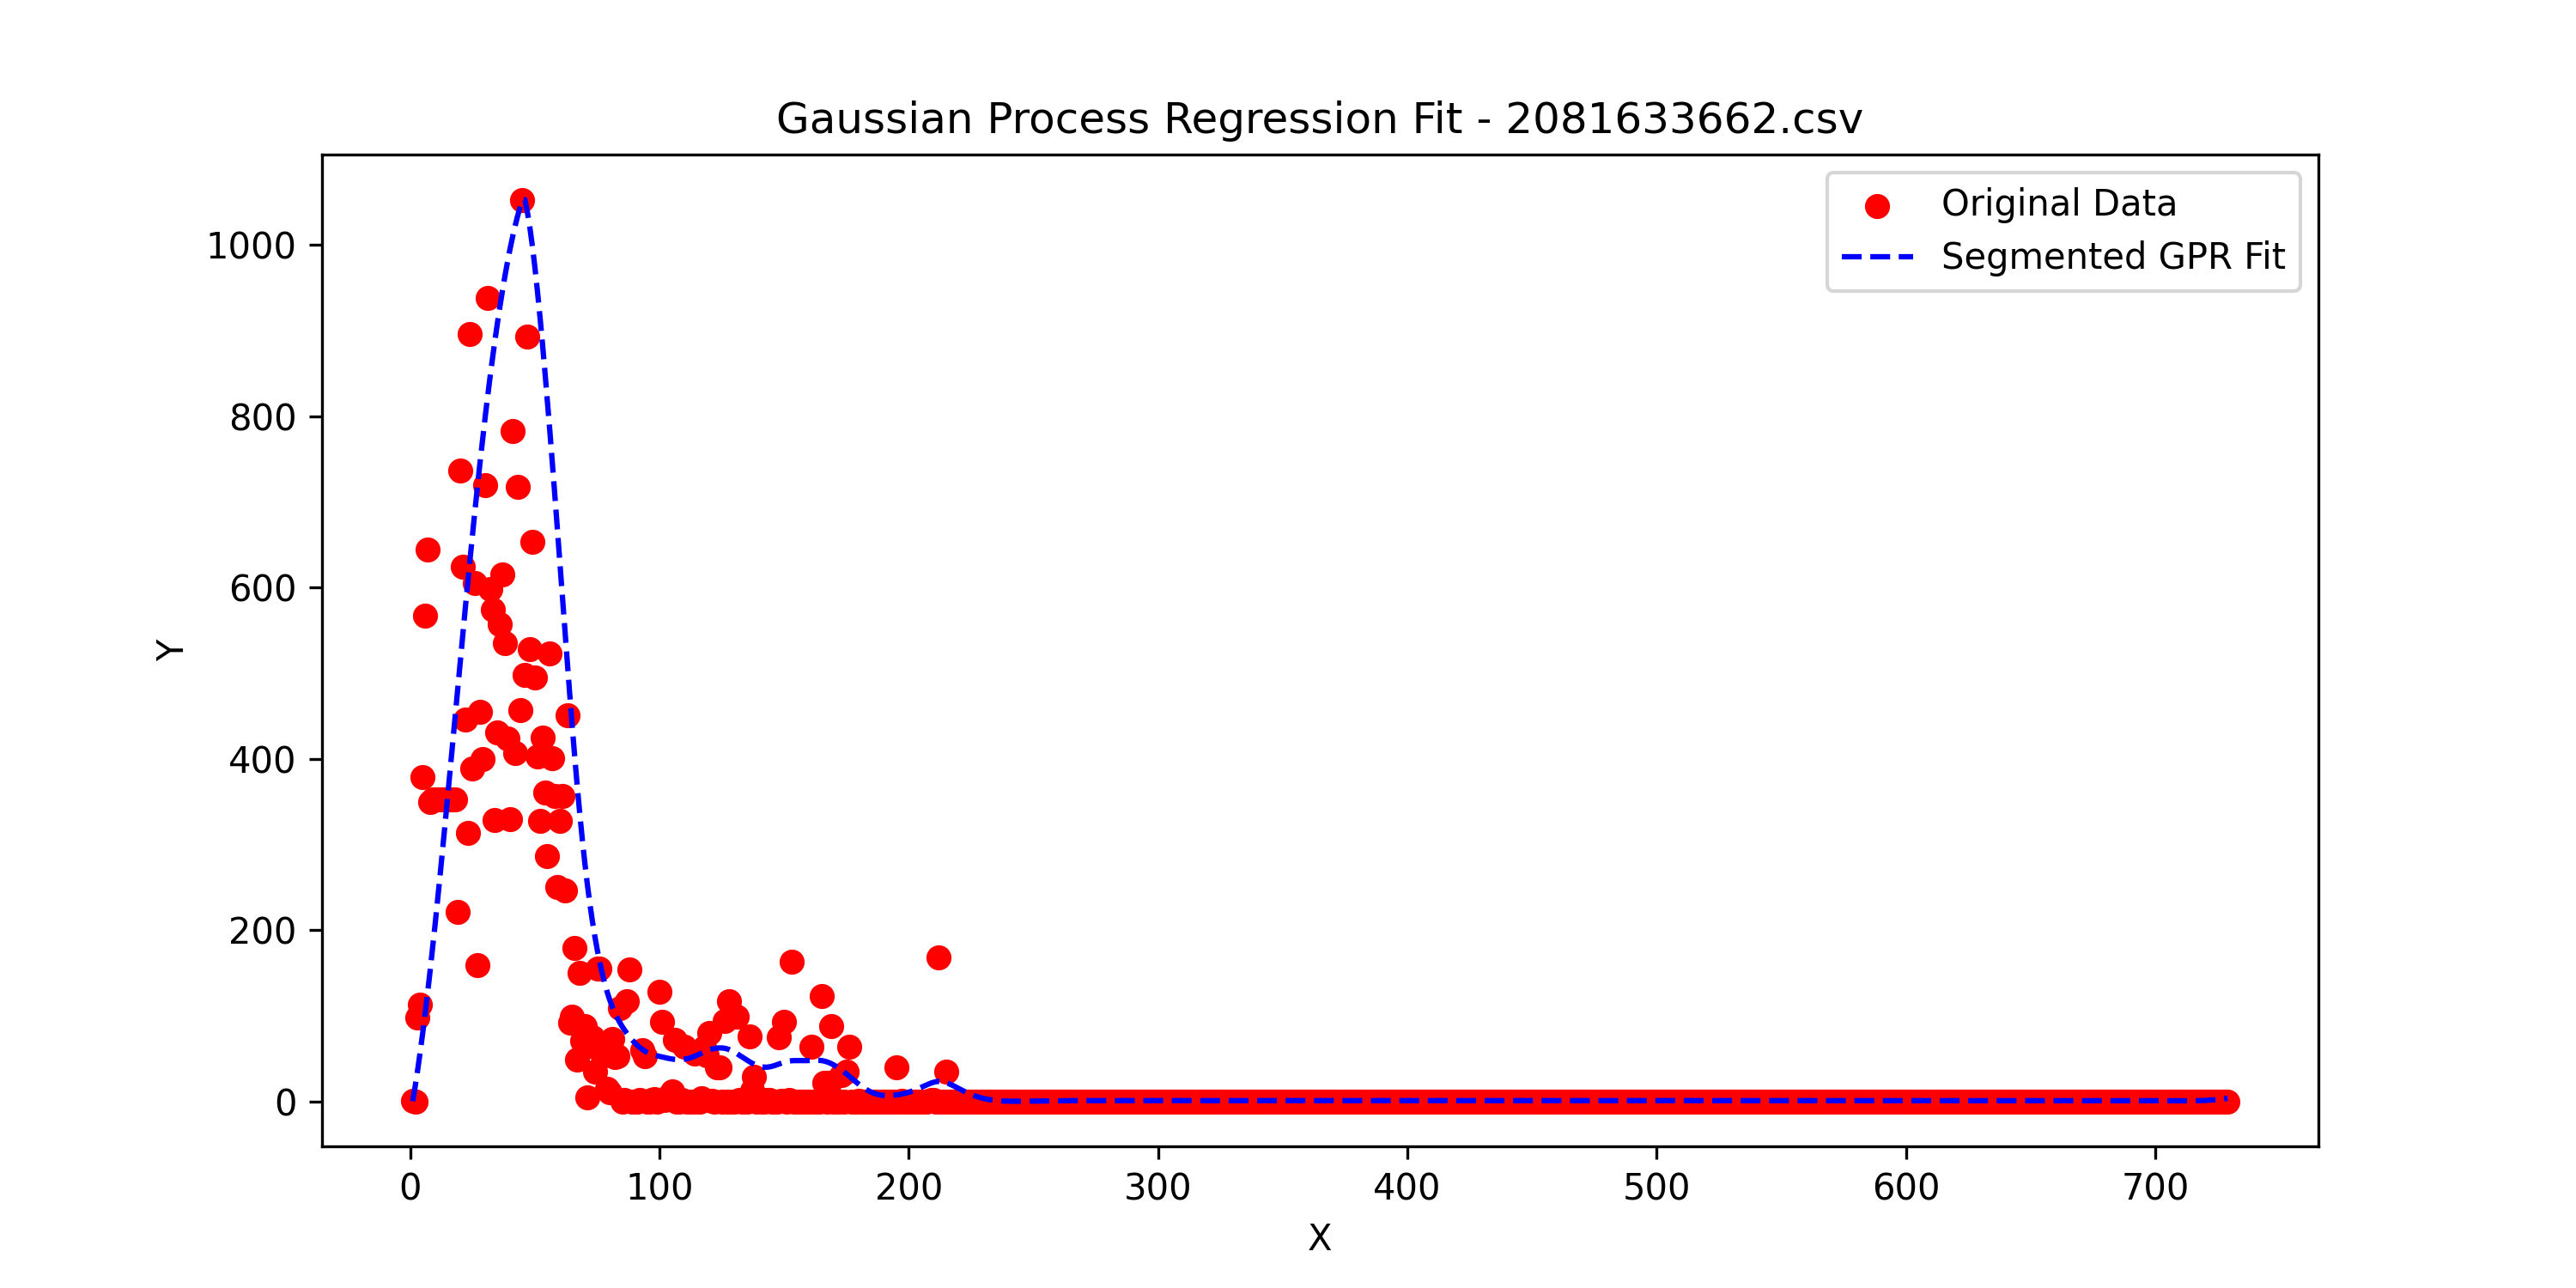 Gaussian Process Regression Fit - 2081633662.csv
Original Data
Segmented GPR Fit
1000
800
600
400
200
0
Y
0 100 200 300 400 500 600 700
X